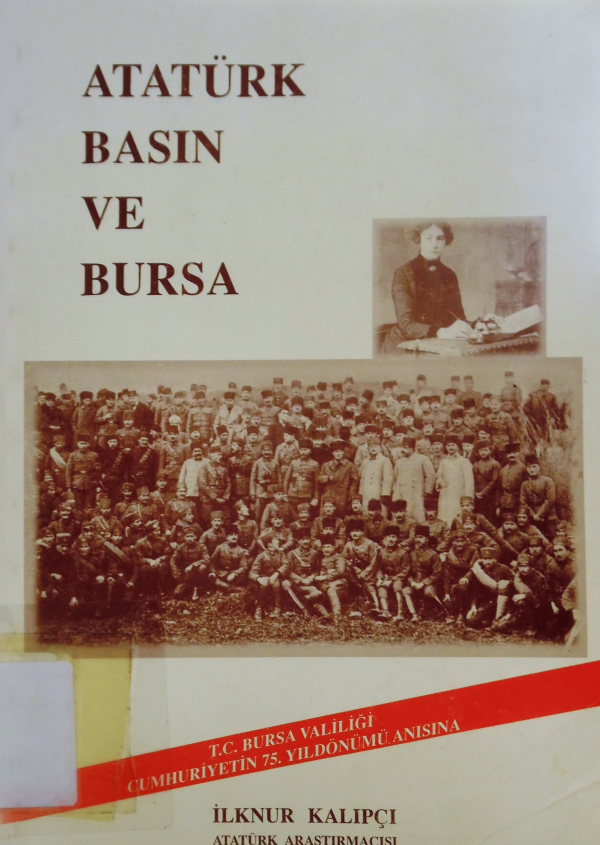 ATATÜRK
BASIN
VE
BURSA
T.C. BURSA VALİLİĞİ
CUMHURİYETİN 75. YILDÖNÜMÜ ANISINA
İLKNUR KALIPÇI
ATATÜRK ARAŞTIRMACISI